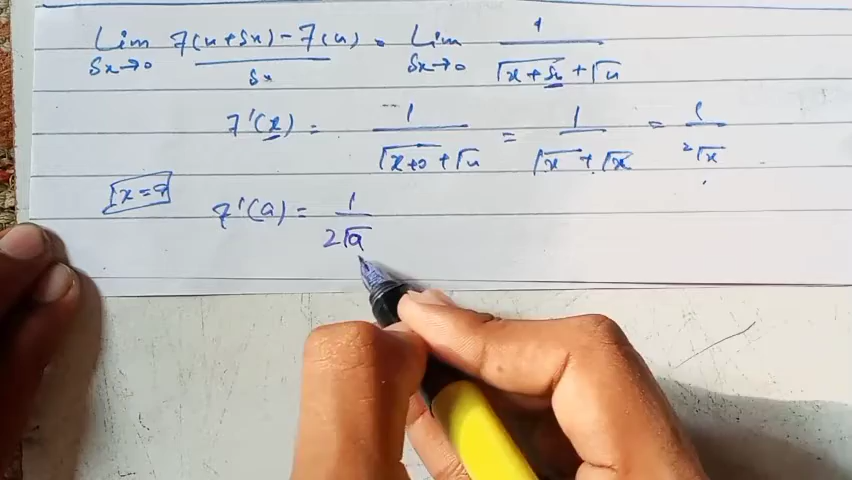 Lim δx→0 f(x+δx)-f(x) / δx = Lim δx→0 1 / √x+δx + √x
f'(x) = 1 / √x+0 + √x = 1 / √x + √x = 1 / 2√x
x=a f'(a) = 1 / 2√a